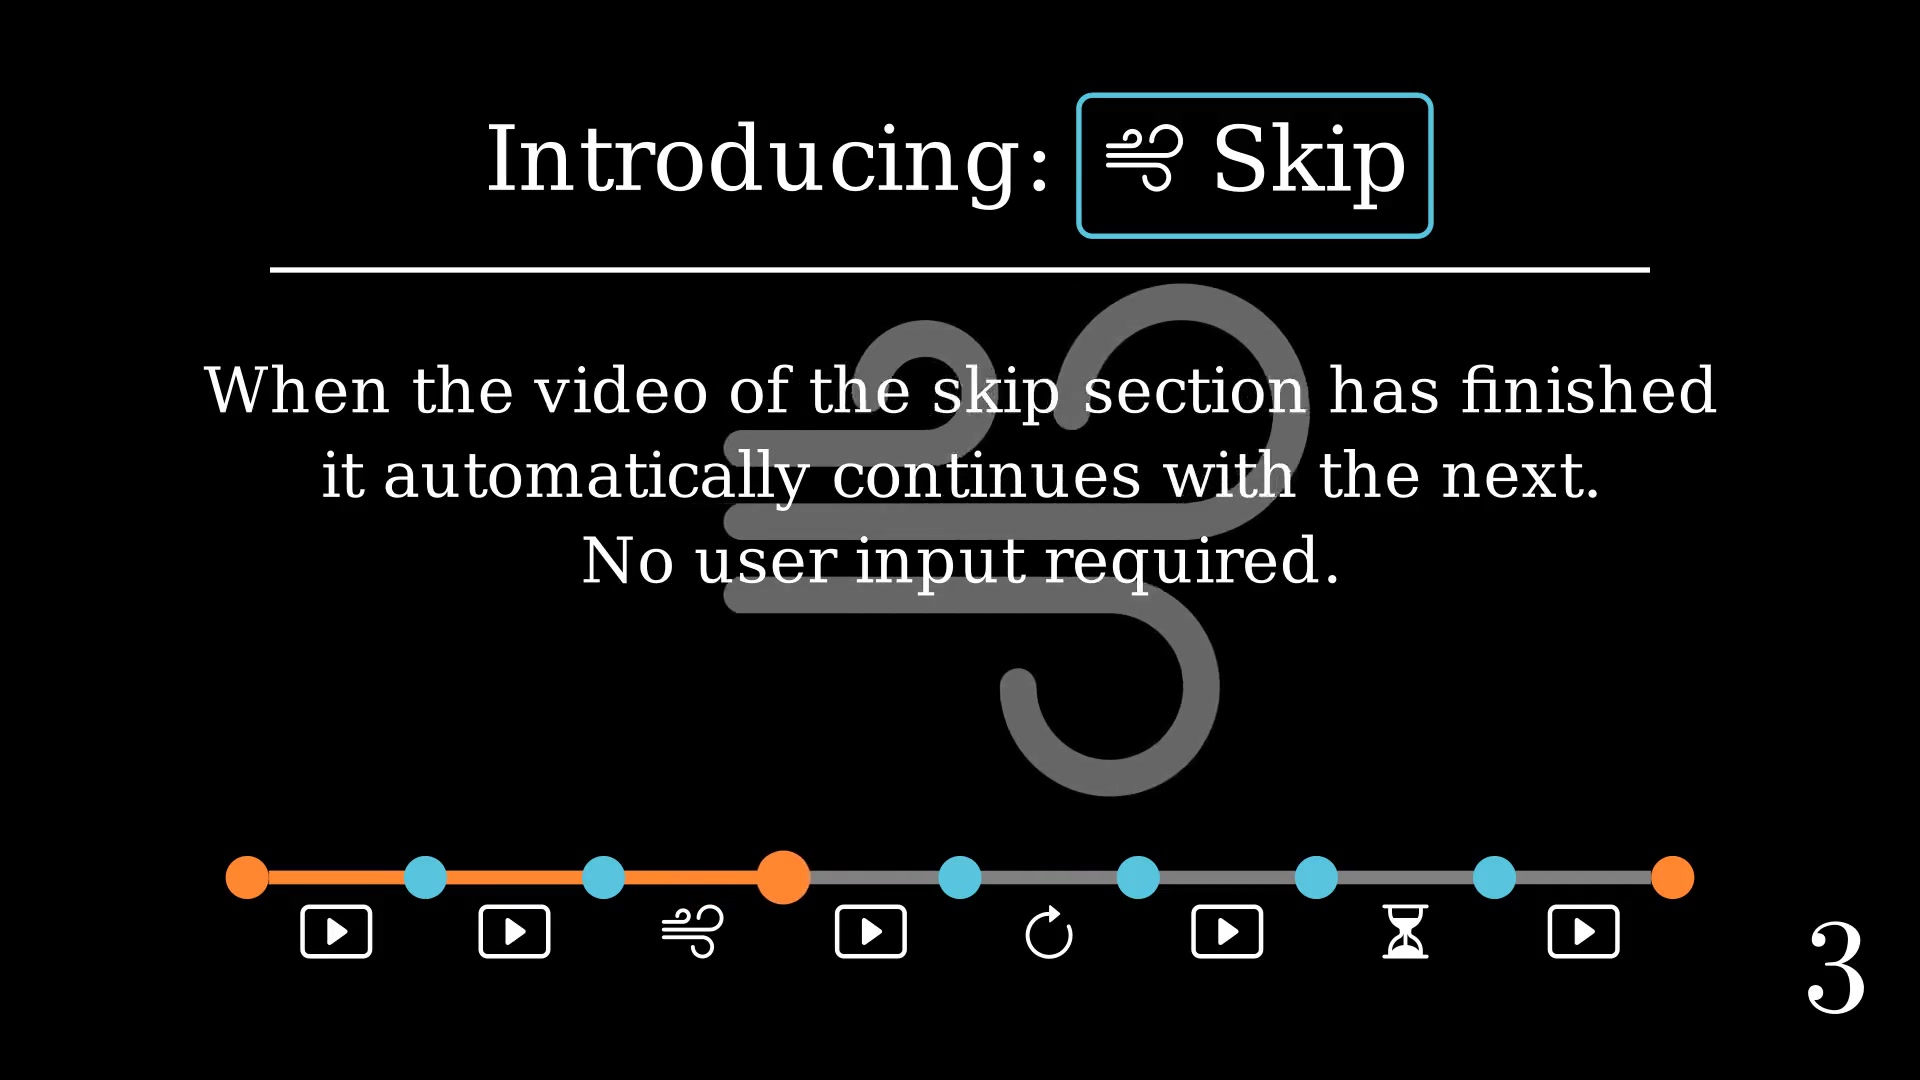 Introducing: Skip
When the video of the skip section has finished
it automatically continues with the next.
No user input required.
3